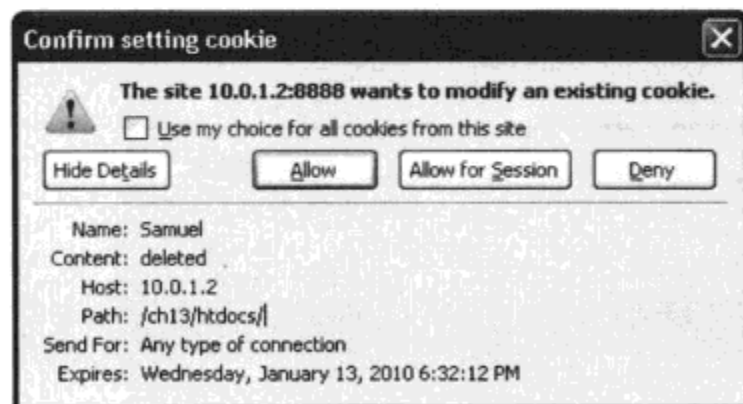 Confirm setting cookie
The site 10.0.1.2:8888 wants to modify an existing cookie.
Use my choice for all cookies from this site
Hide Details Allow Allow for Session Deny
Name: Samuel
Content: deleted
Host: 10.0.1.2
Path: /ch13/htdocs/
Send For: Any type of connection
Expires: Wednesday, January 13, 2010 6:32:12 PM